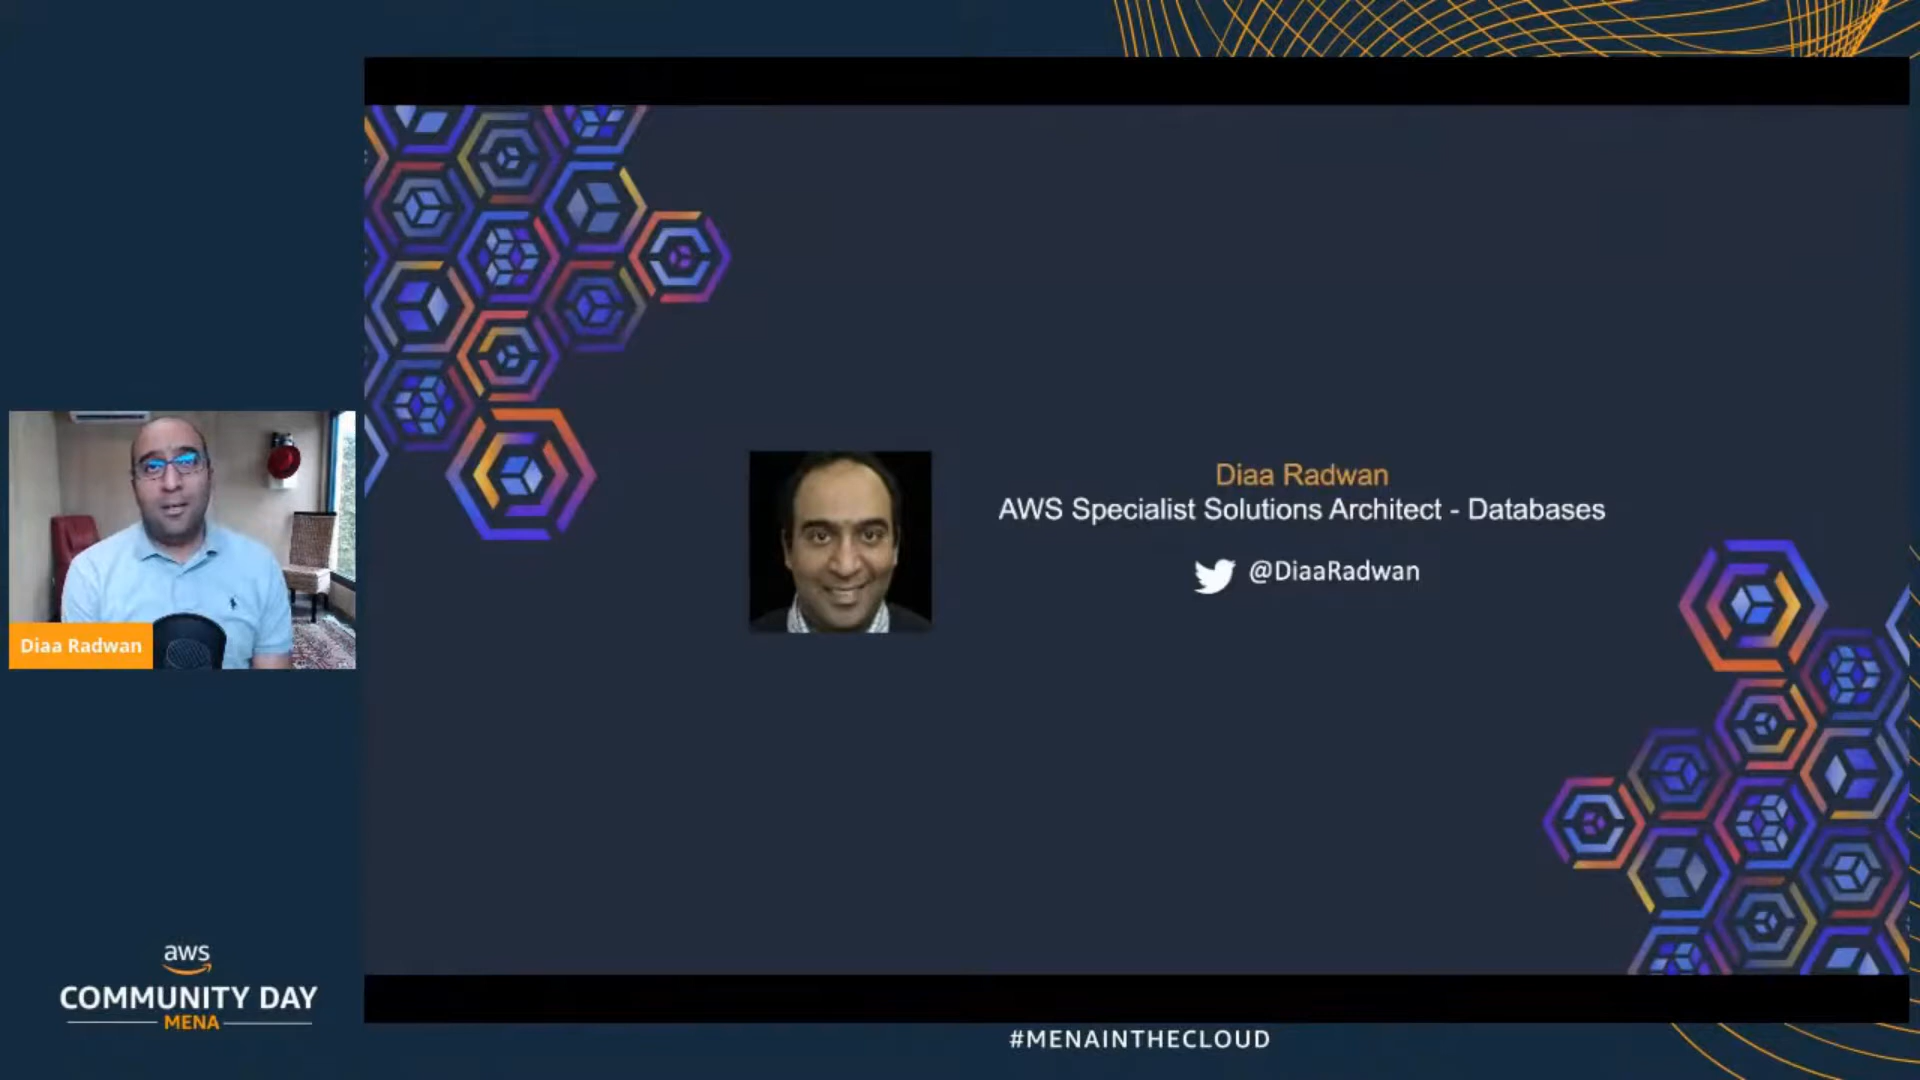 Diaa Radwan
AWS Specialist Solutions Architect - Databases
@DiaaRadwan
Diaa Radwan
aws
COMMUNITY DAY
MENA
#MENAINTHECLOUD